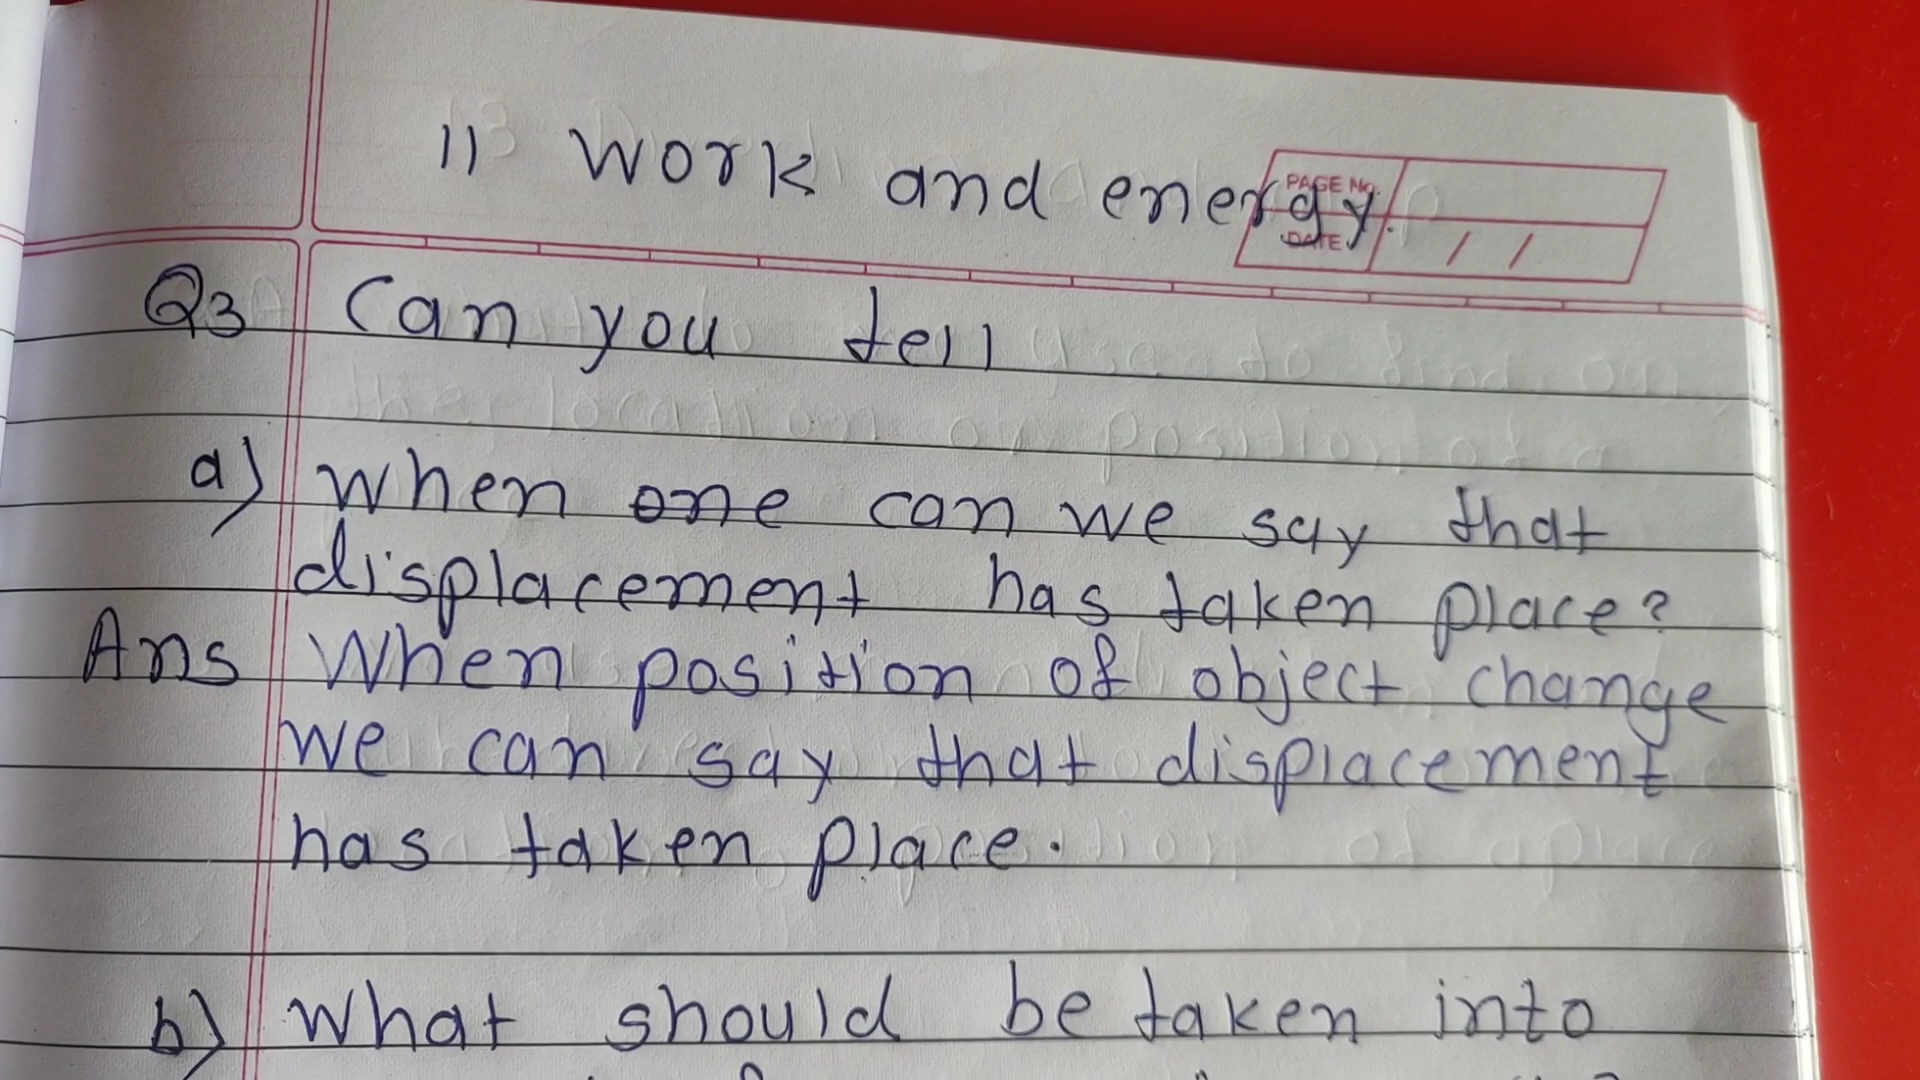 11 Work and energy.
PAGE No.
DATE / /
Q3 Can you tell
a) When one can we say that
displacement has taken place?
Ans When position of object change
we can say that displacement
has taken place.
b) What should be taken into